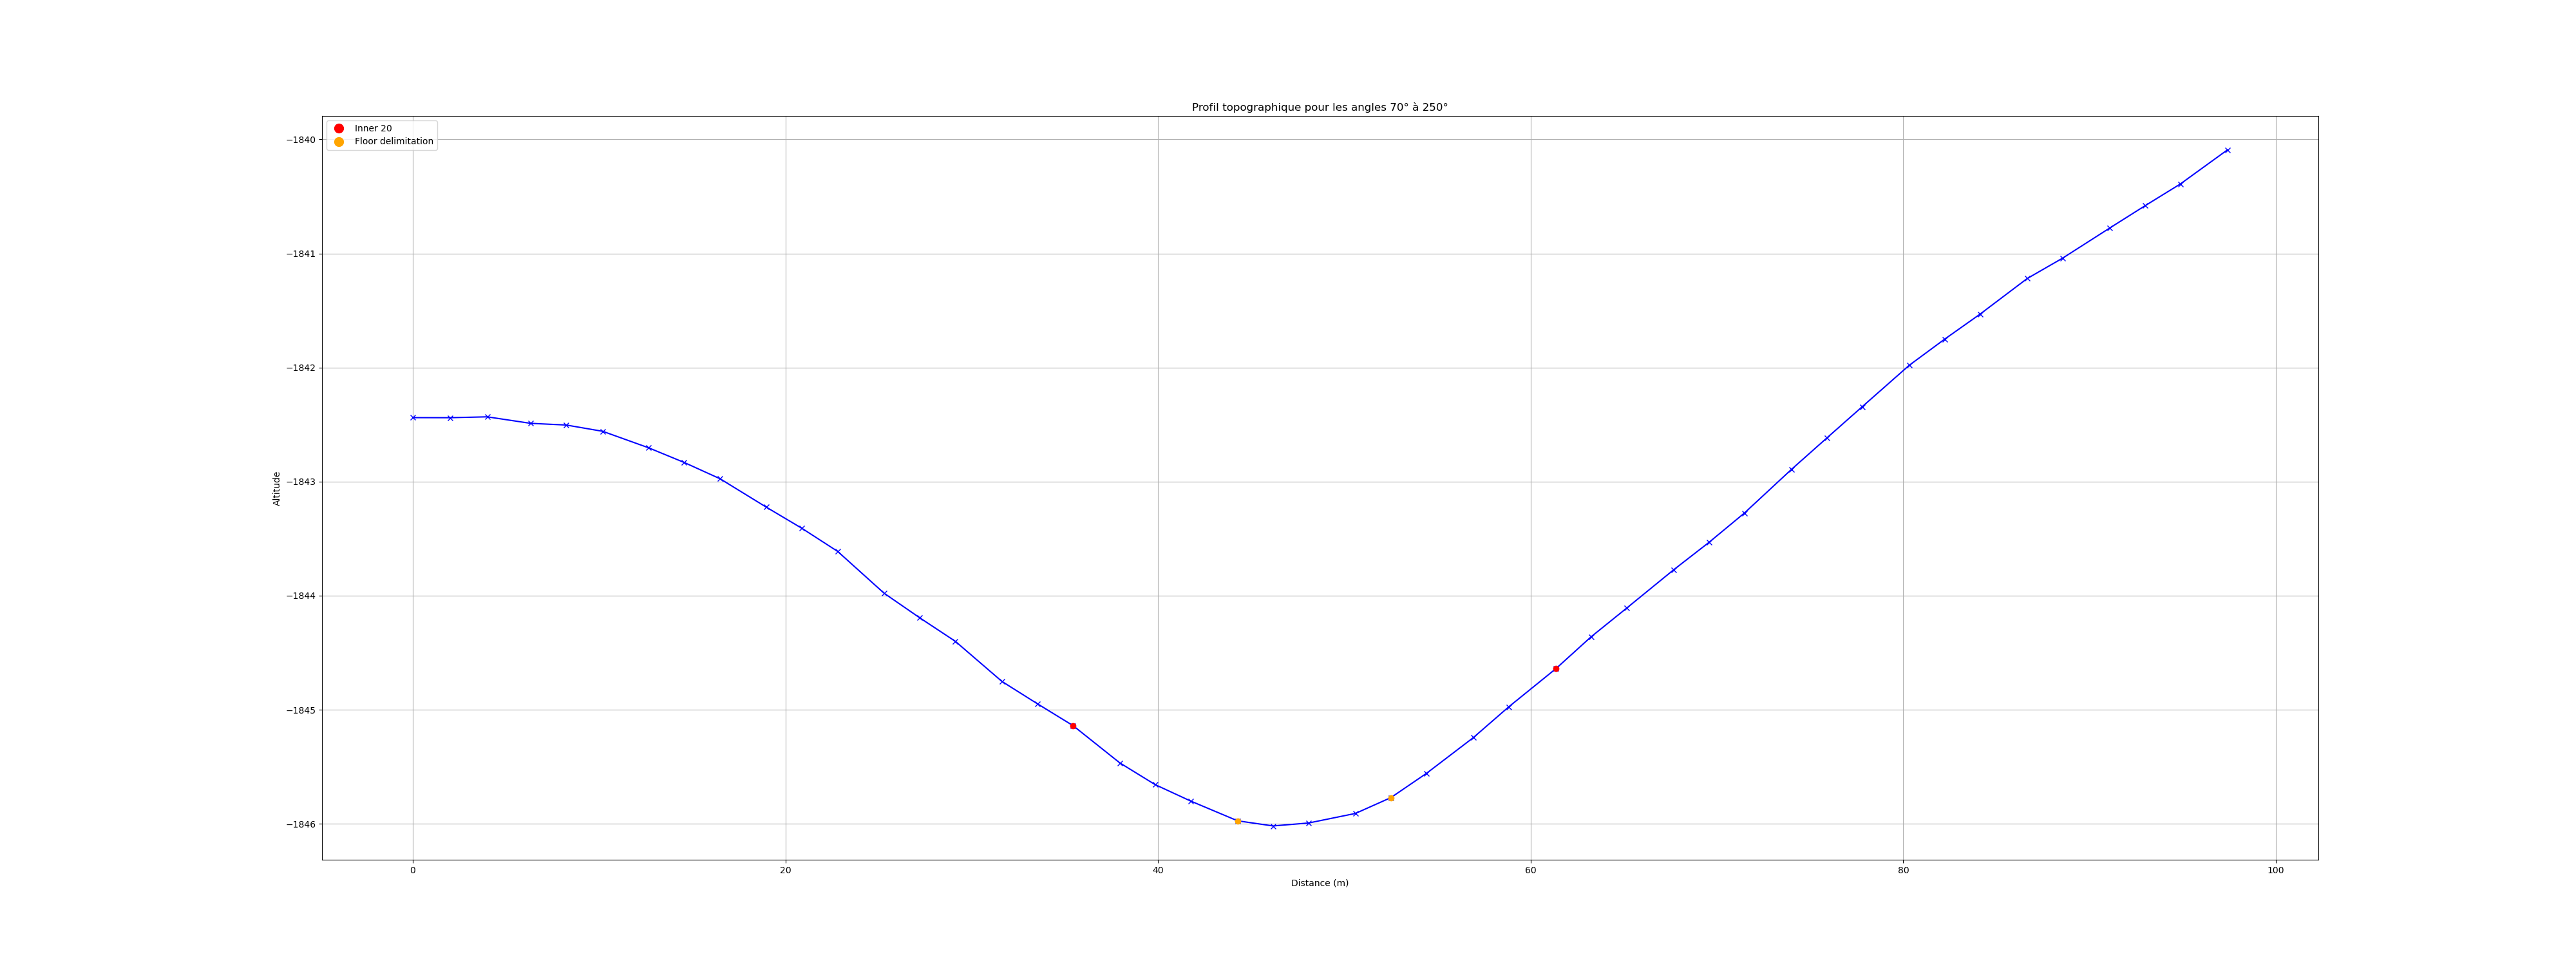 Profil topographique pour les angles 70° à 250°
Inner 20
Floor delimitation
−1840
−1841
−1842
−1843
−1844
−1845
−1846
Altitude
0 20 40 60 80 100
Distance (m)